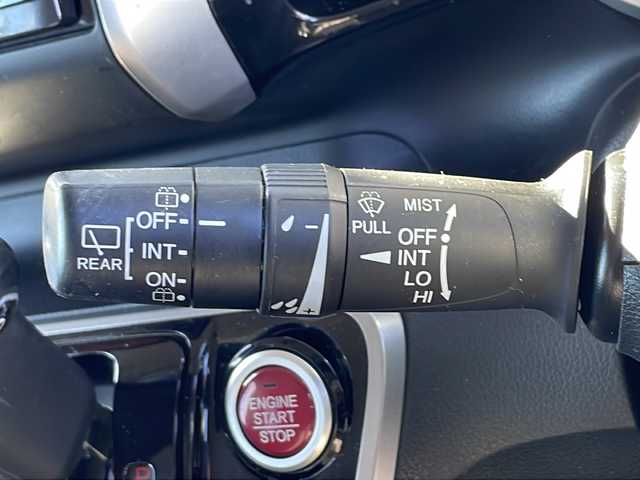 OFF
INT
REAR
ON
PULL
MIST
OFF
INT
LO
HI
ENGINE
START
STOP
P